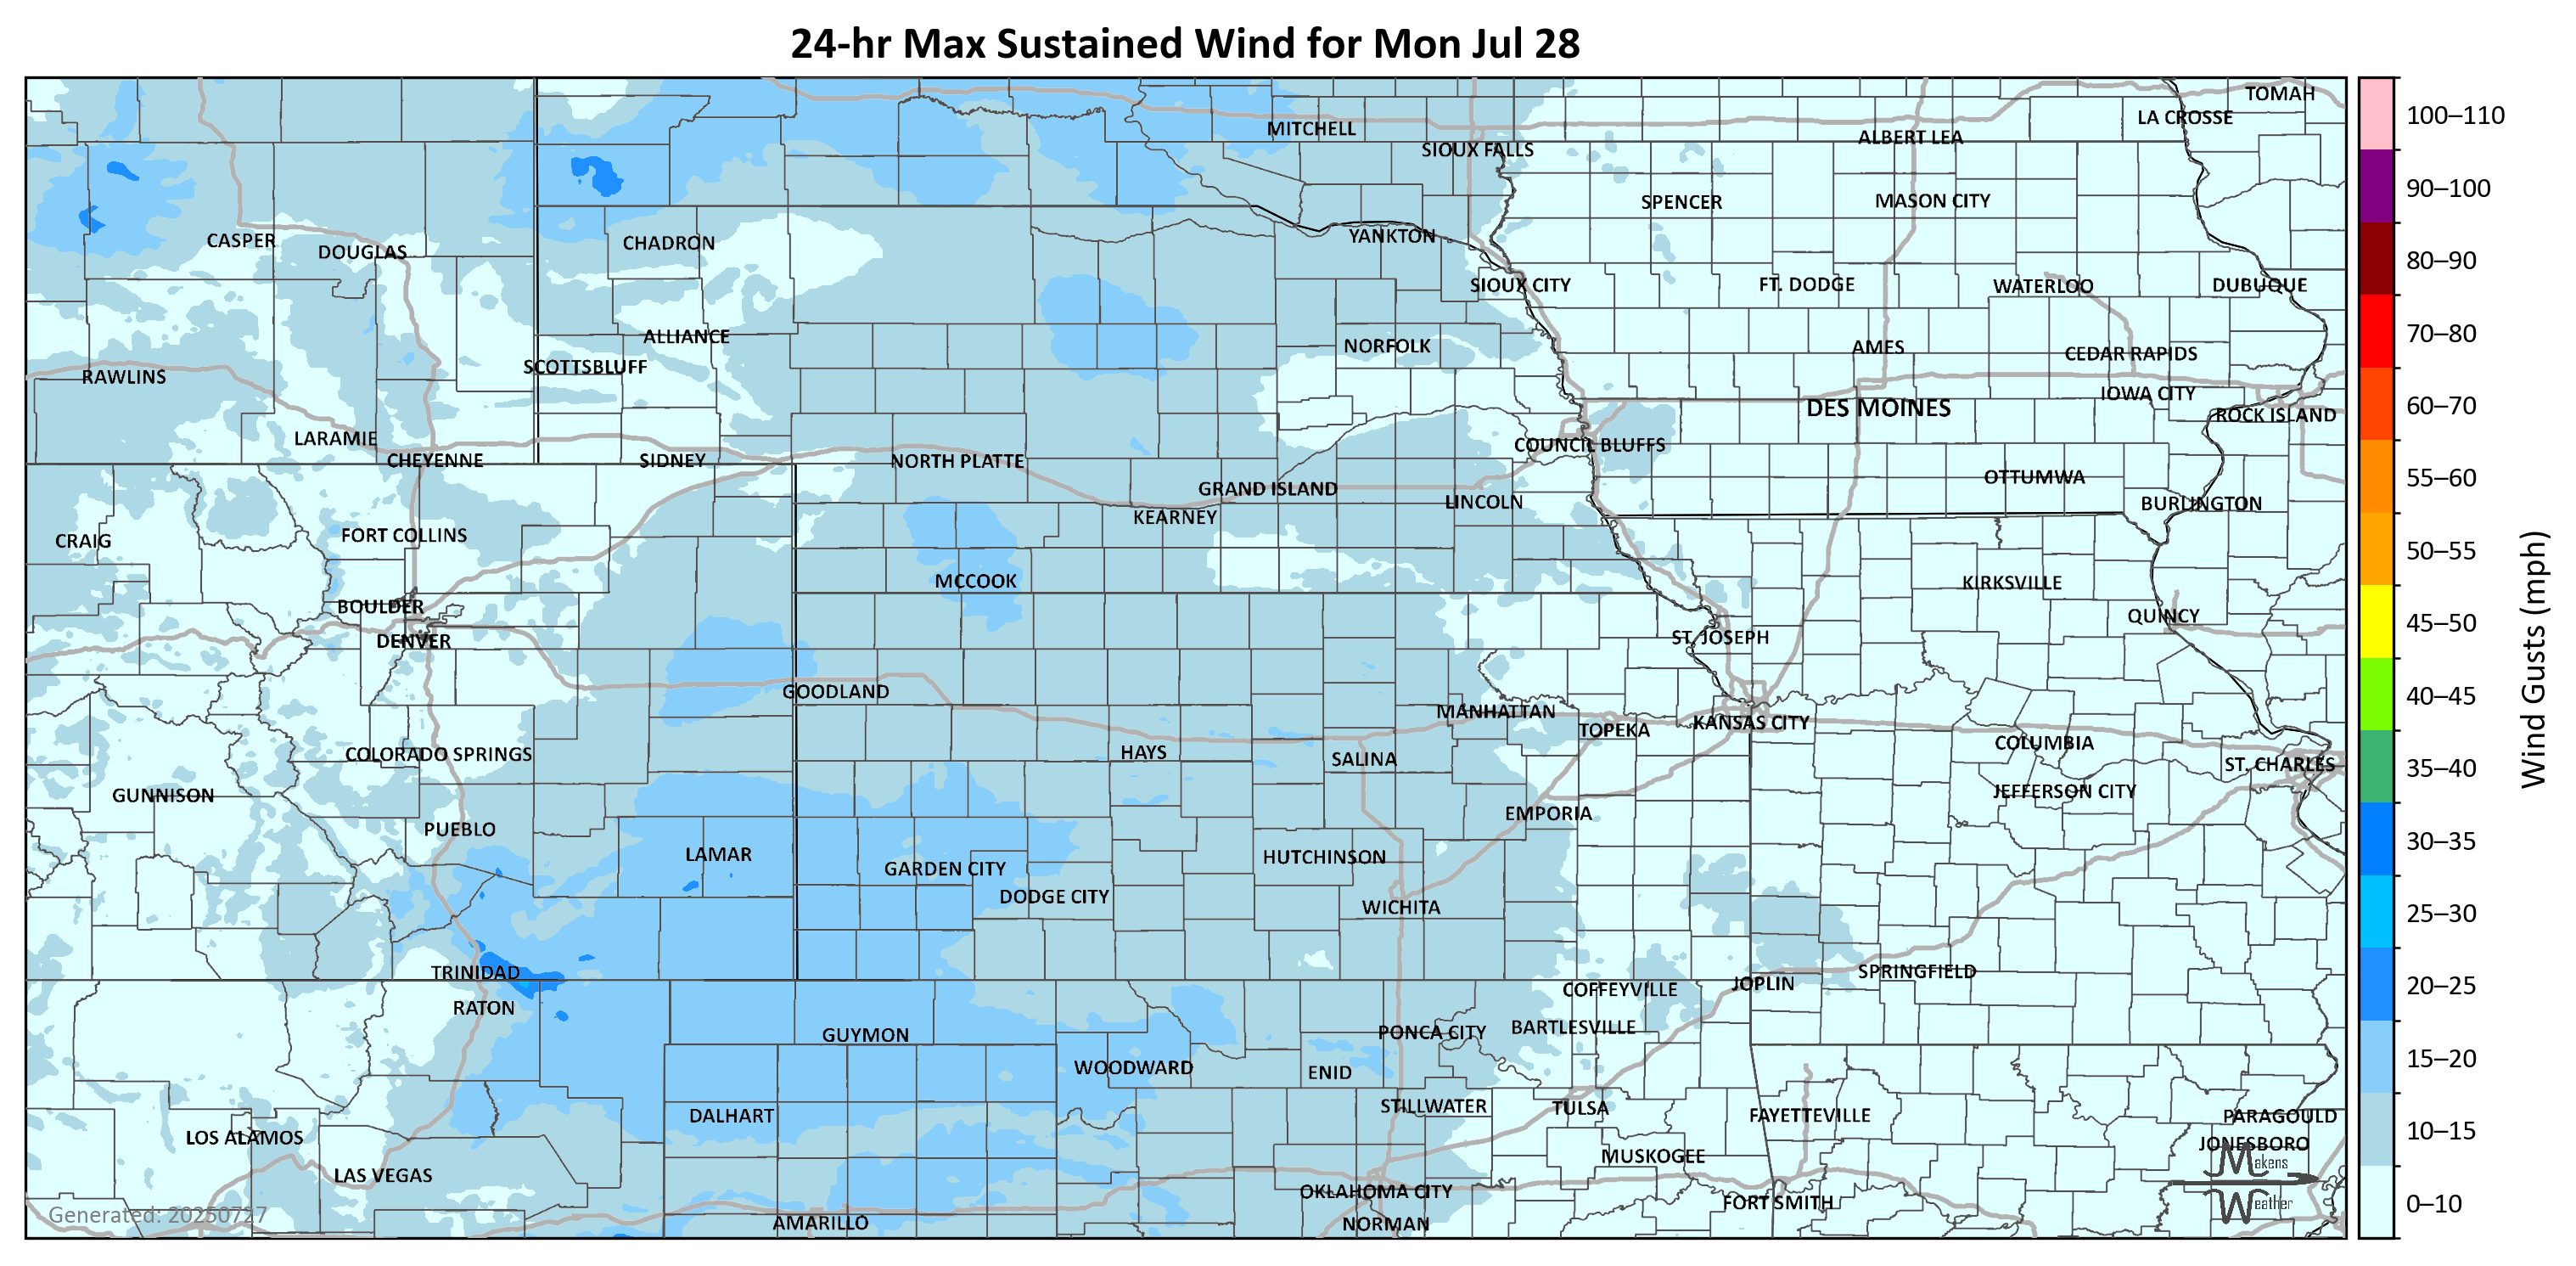 24-hr Max Sustained Wind for Mon Jul 28
TOMAH
LA CROSSE
MITCHELL
ALBERT LEA
SIOUX FALLS
SPENCER
MASON CITY
CASPER
DOUGLAS
CHADRON
YANKTON
SIOUX CITY
FT. DODGE
WATERLOO
DUBUQUE
ALLIANCE
NORFOLK
AMES
CEDAR RAPIDS
SCOTTSBLUFF
RAWLINS
IOWA CITY
DES MOINES
ROCK ISLAND
LARAMIE
COUNCIL BLUFFS
CHEYENNE
SIDNEY
NORTH PLATTE
OTTUMWA
GRAND ISLAND
LINCOLN
BURLINGTON
KEARNEY
FORT COLLINS
CRAIG
MCCOOK
KIRKSVILLE
BOULDER
QUINCY
DENVER
ST. JOSEPH
GOODLAND
MANHATTAN
TOPEKA
KANSAS CITY
COLUMBIA
COLORADO SPRINGS
HAYS
SALINA
ST. CHARLES
GUNNISON
JEFFERSON CITY
EMPORIA
PUEBLO
LAMAR
HUTCHINSON
GARDEN CITY
DODGE CITY
WICHITA
TRINIDAD
SPRINGFIELD
JOPLIN
COFFEYVILLE
RATON
GUYMON
PONCA CITY
BARTLESVILLE
WOODWARD
ENID
DALHART
STILLWATER
TULSA
FAYETTEVILLE
PARAGOULD
LOS ALAMOS
JONESBORO
MUSKOGEE
LAS VEGAS
OKLAHOMA CITY
FORT SMITH
AMARILLO
NORMAN
Generated: 20250727
Makens
Weather
100–110
90–100
80–90
70–80
60–70
55–60
50–55
45–50
40–45
35–40
30–35
25–30
20–25
15–20
10–15
0–10
Wind Gusts (mph)